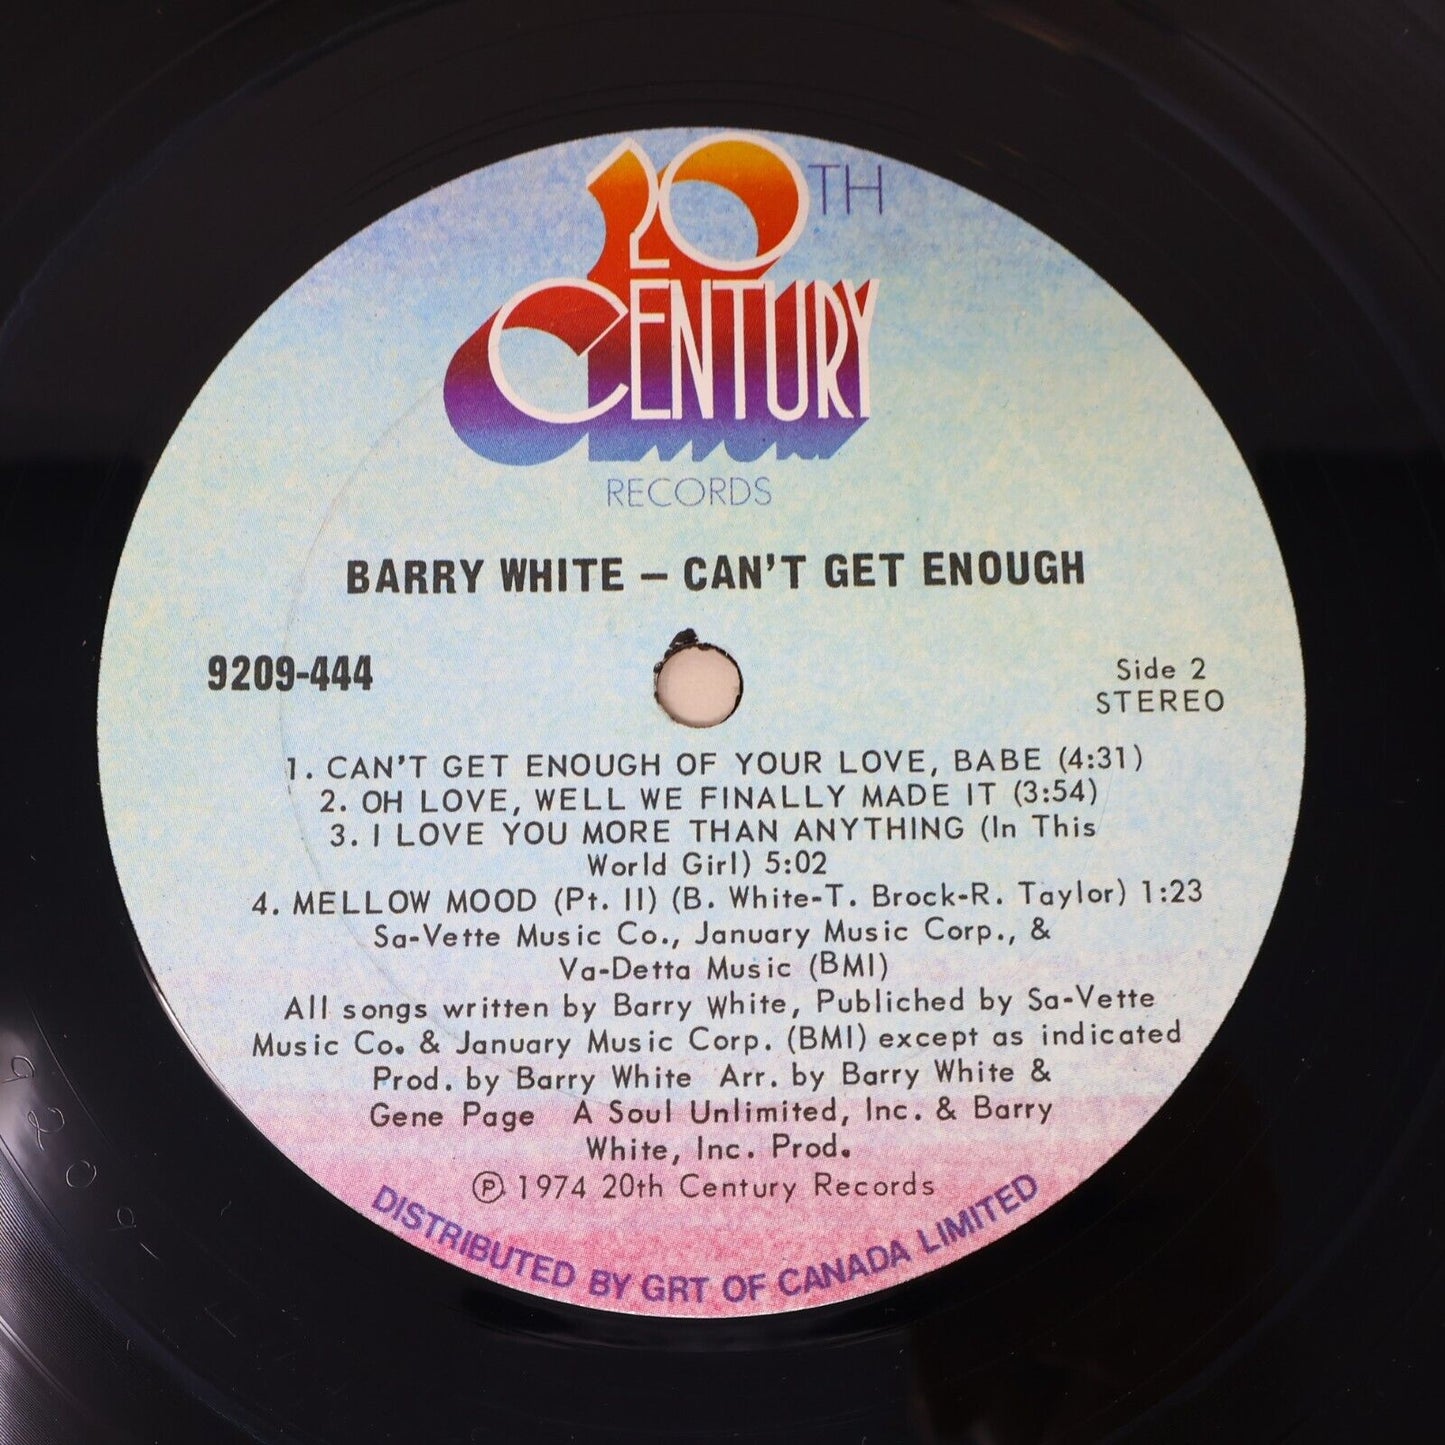 20TH
CENTURY
RECORDS
BARRY WHITE – CAN'T GET ENOUGH
9209-444
Side 2
STEREO
1. CAN'T GET ENOUGH OF YOUR LOVE, BABE (4:31)
2. OH LOVE, WELL WE FINALLY MADE IT (3:54)
3. I LOVE YOU MORE THAN ANYTHING (In This
World Girl) 5:02
4. MELLOW MOOD (Pt. II) (B. White-T. Brock-R. Taylor) 1:23
Sa-Vette Music Co., January Music Corp., &
Va-Detta Music (BMI)
All songs written by Barry White, Publiched by Sa-Vette
Music Co. & January Music Corp. (BMI) except as indicated
Prod. by Barry White Arr. by Barry White &
Gene Page A Soul Unlimited, Inc. & Barry
White, Inc. Prod.
Ⓟ 1974 20th Century Records
DISTRIBUTED BY GRT OF CANADA LIMITED